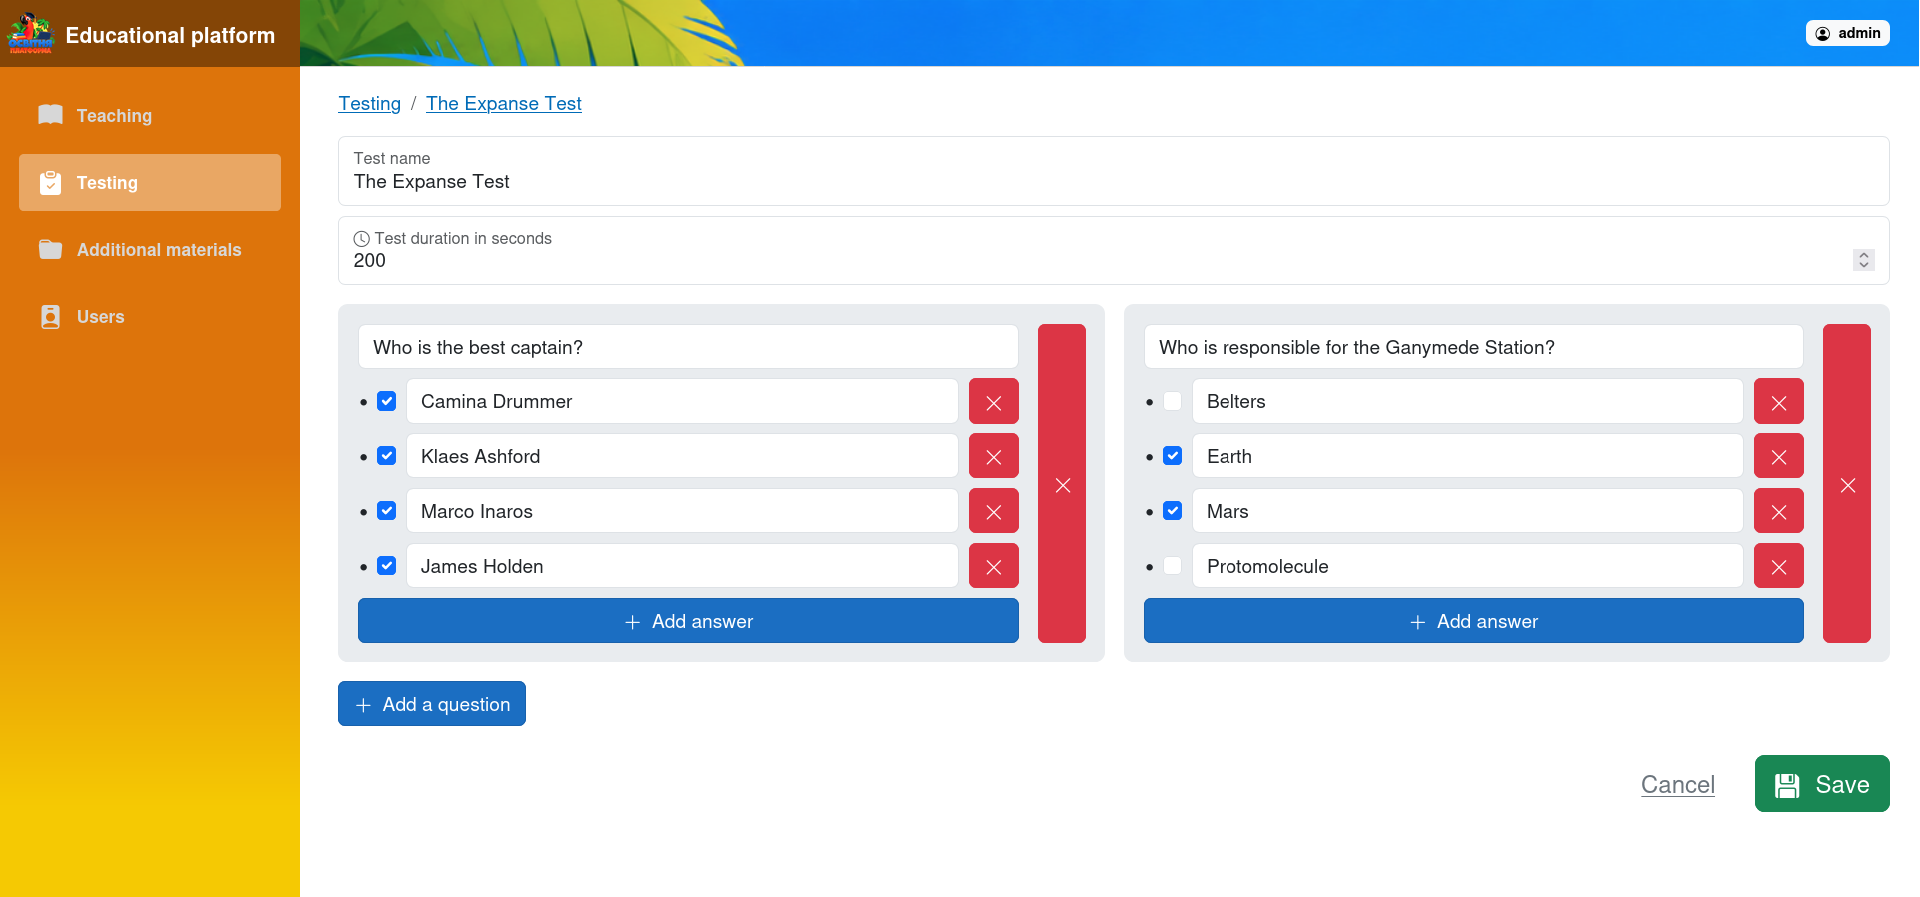 ОСВІТНЯ
ПЛАТФОРМА
Educational platform
admin
Teaching
Testing
Additional materials
Users
Testing / The Expanse Test
Test name
The Expanse Test
Test duration in seconds
200
Who is the best captain?
Camina Drummer
Klaes Ashford
Marco Inaros
James Holden
Add answer
Who is responsible for the Ganymede Station?
Belters
Earth
Mars
Protomolecule
Add answer
Add a question
Cancel
Save